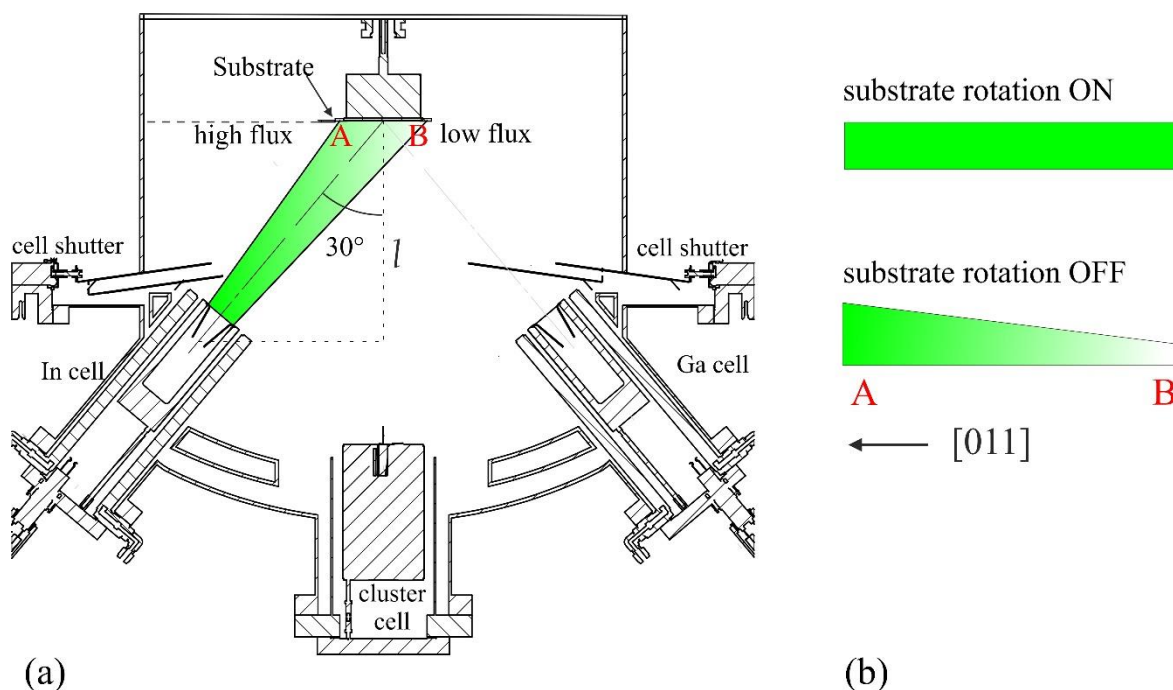 Substrate
high flux
A
B
low flux
30°
l
cell shutter
cell shutter
In cell
Ga cell
cluster
cell
(a)
substrate rotation ON
substrate rotation OFF
A
B
[011]
(b)